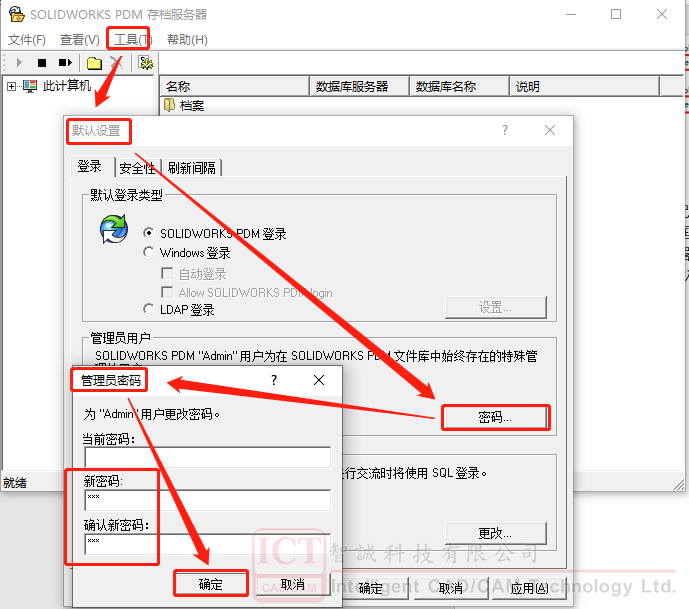 SOLIDWORKS PDM 存档服务器
文件(F) 查看(V) 工具(T) 帮助(H)
此计算机
名称 数据库服务器 数据库名称 说明
档案
默认设置
登录 安全性 刷新间隔
默认登录类型
SOLIDWORKS PDM 登录
Windows 登录
自动登录
Allow SOLIDWORKS PDM login
LDAP 登录
设置...
管理员用户
SOLIDWORKS PDM "Admin" 用户为在 SOLIDWORKS PDM 文件库中始终存在的特殊管
密码...
行交流时将使用 SQL 登录。
更改...
确定 取消 应用(A)
管理员密码
为 "Admin" 用户更改密码。
当前密码:
新密码:
***
确认新密码:
***
确定 取消
就绪
ICT
CAD/CAM
智誠科技有限公司
Intelligent CAD/CAM Technology Ltd.